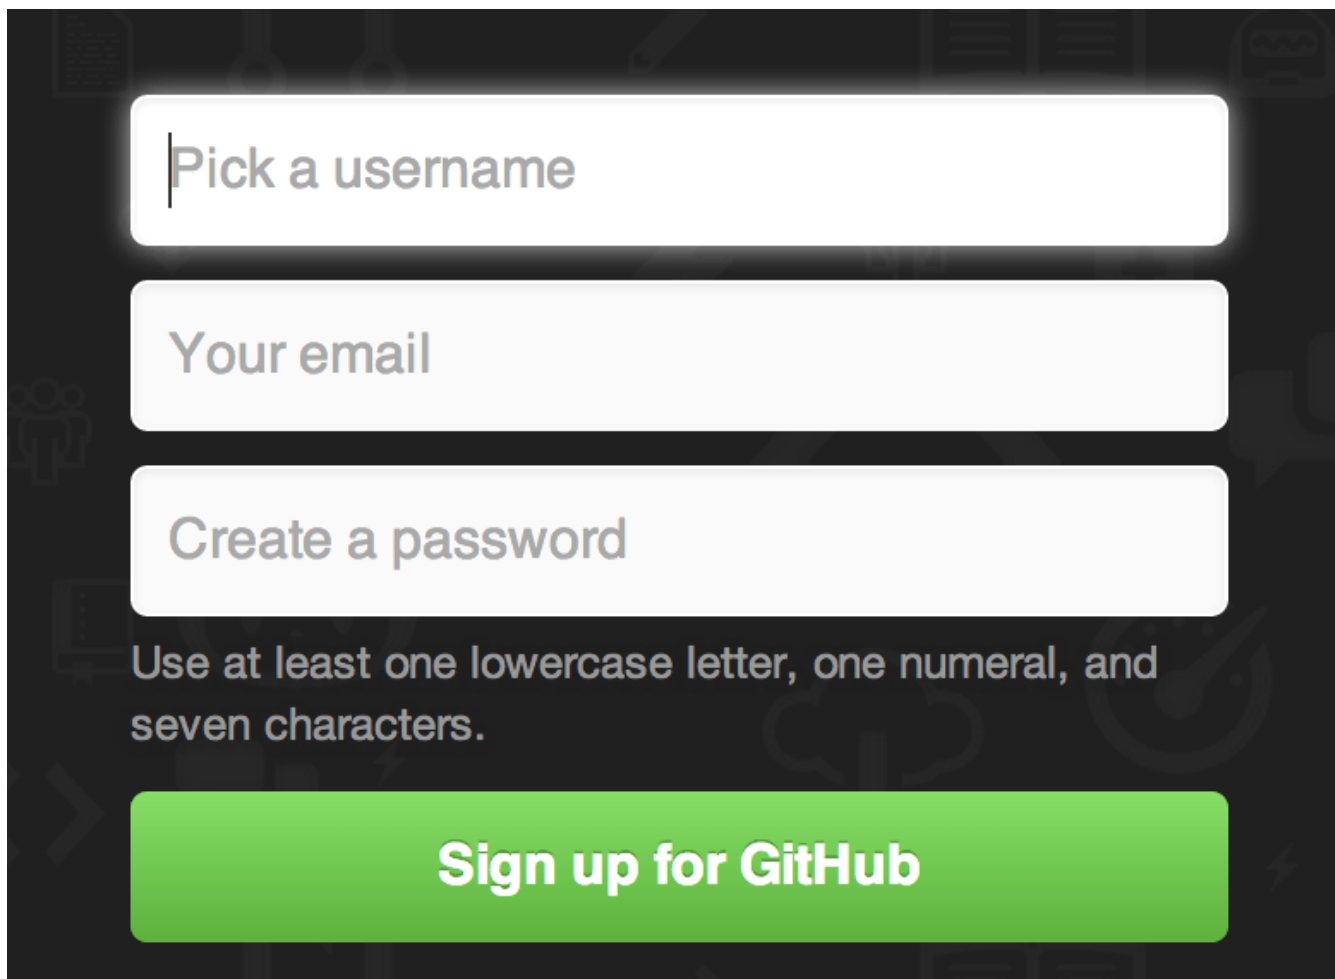 Pick a username
Your email
Create a password
Use at least one lowercase letter, one numeral, and
seven characters.
Sign up for GitHub